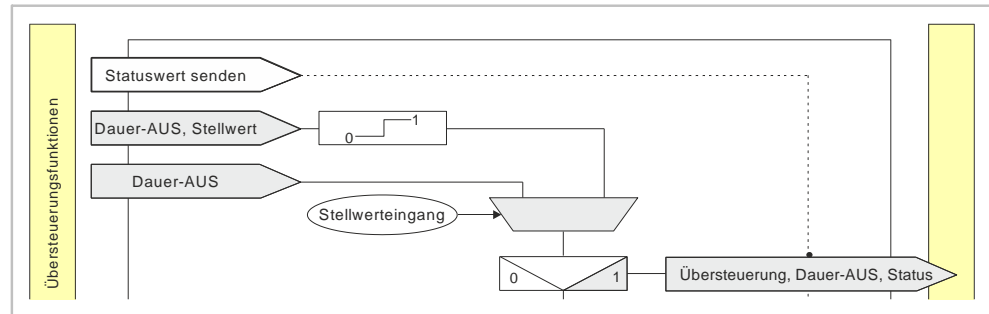 Übersteuerungsfunktionen
Statuswert senden
Dauer-AUS, Stellwert
0
1
Dauer-AUS
Stellwerteingang
0
1
Übersteuerung, Dauer-AUS, Status